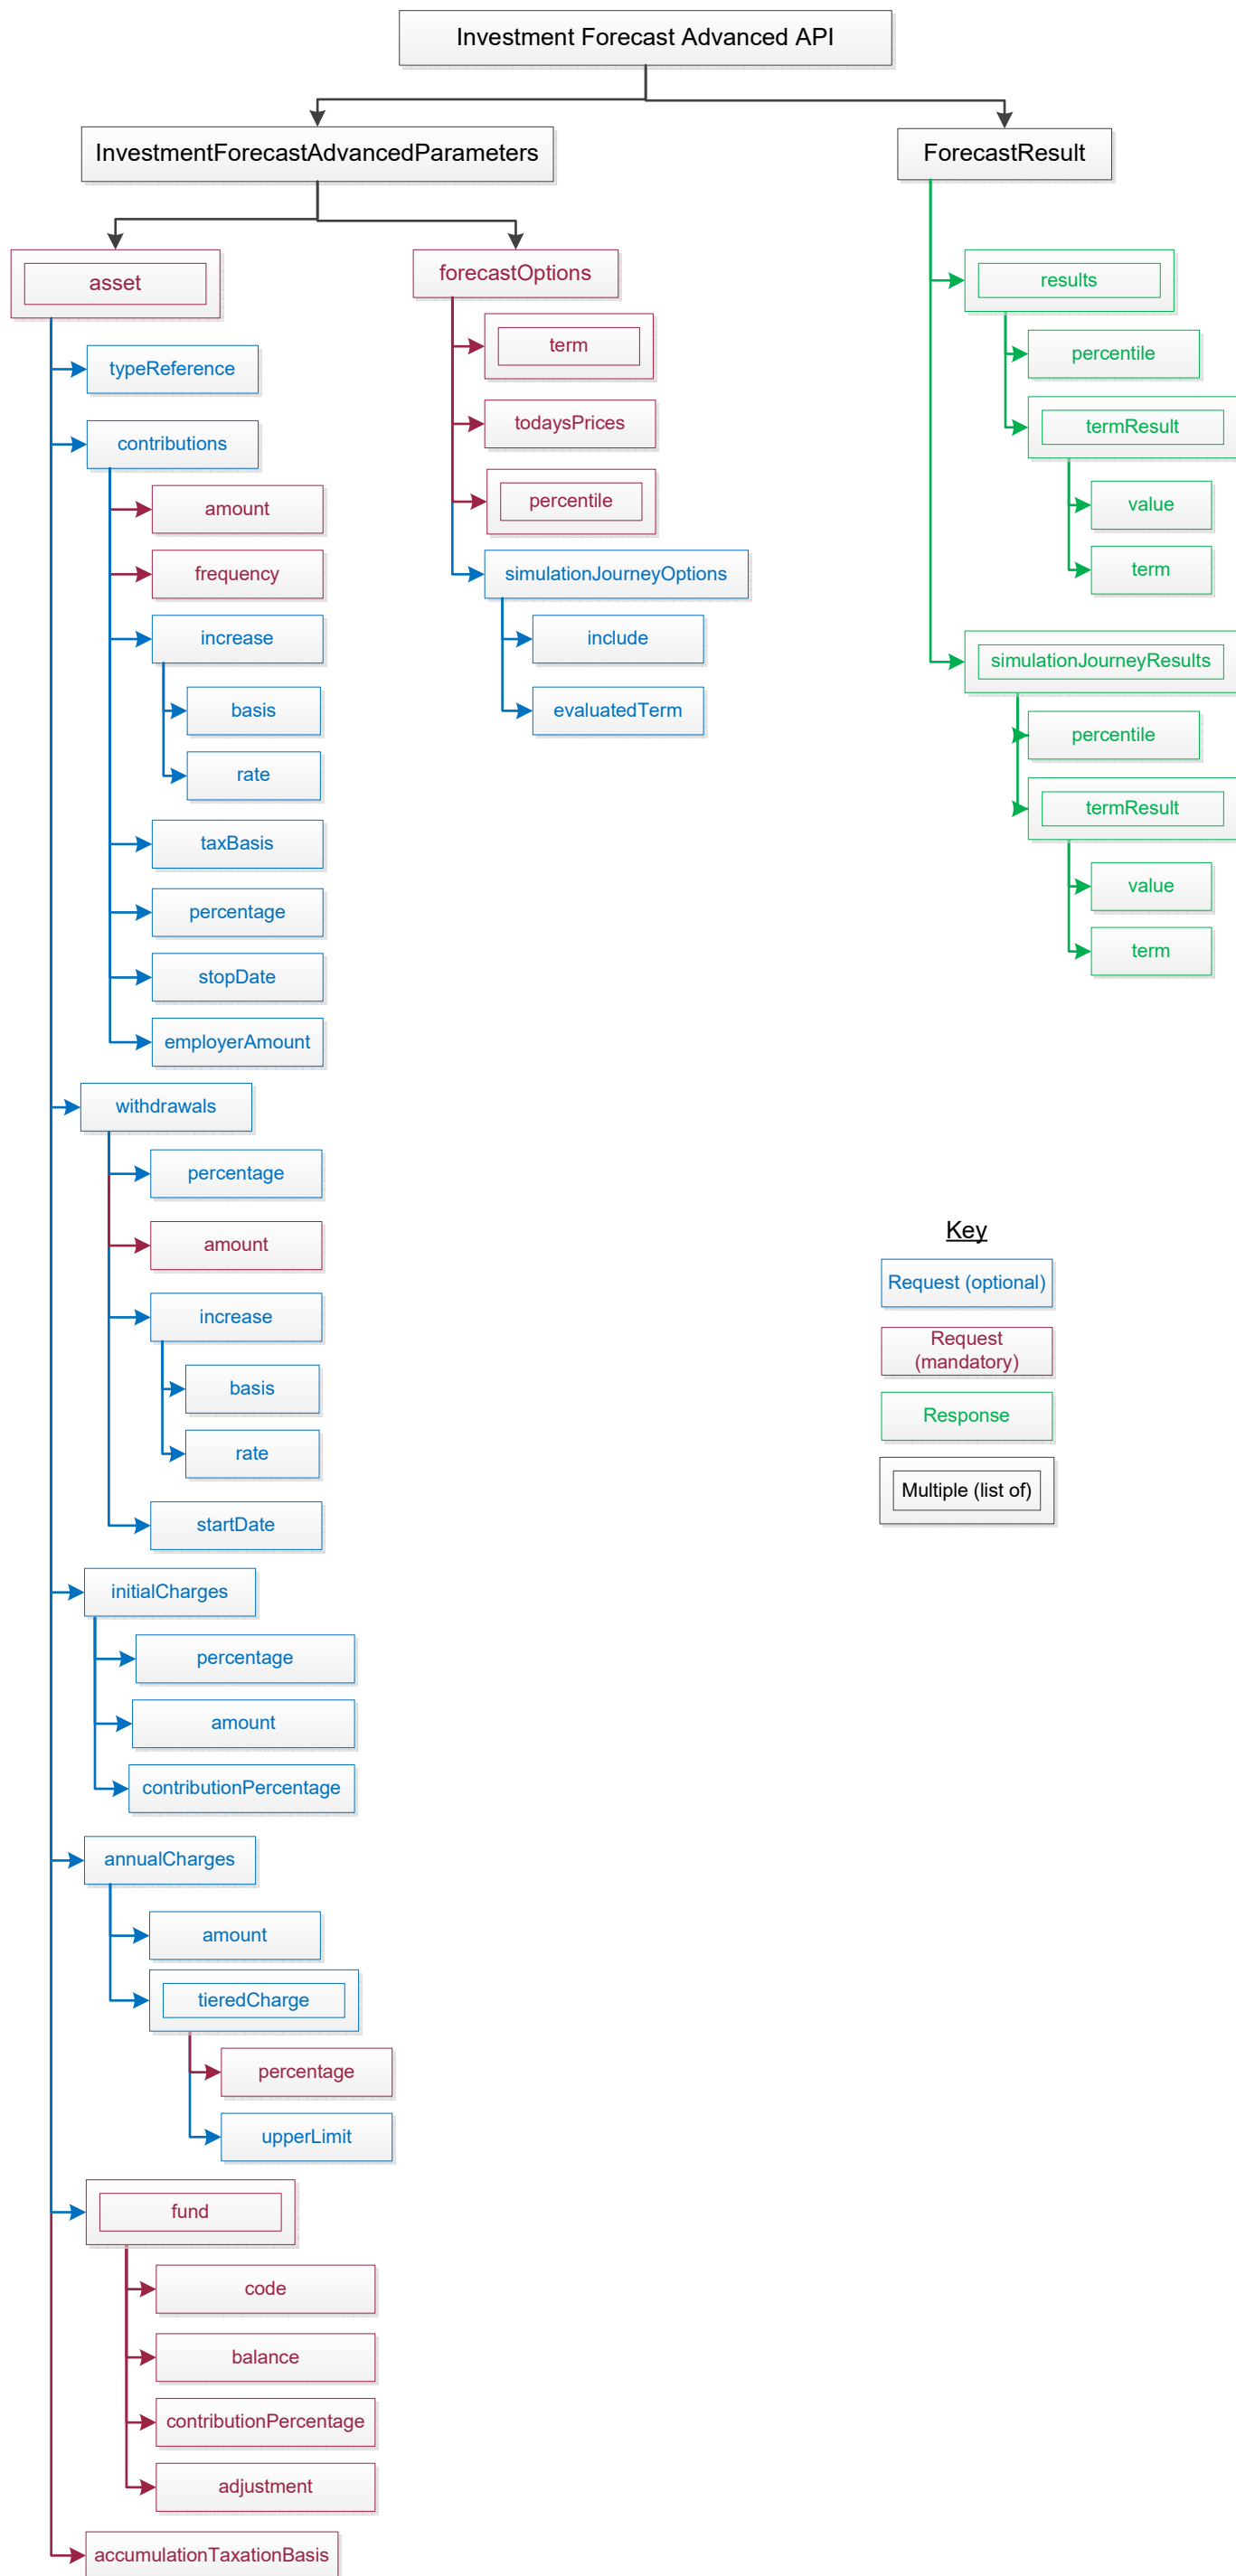 Investment Forecast Advanced API
InvestmentForecastAdvancedParameters
ForecastResult
asset
typeReference
contributions
amount
frequency
increase
basis
rate
taxBasis
percentage
stopDate
employerAmount
withdrawals
percentage
amount
increase
basis
rate
startDate
initialCharges
percentage
amount
contributionPercentage
annualCharges
amount
tieredCharge
percentage
upperLimit
fund
code
balance
contributionPercentage
adjustment
accumulationTaxationBasis
forecastOptions
term
todaysPrices
percentile
simulationJourneyOptions
include
evaluatedTerm
results
percentile
termResult
value
term
simulationJourneyResults
percentile
termResult
value
term
Key
Request (optional)
Request
(mandatory)
Response
Multiple (list of)